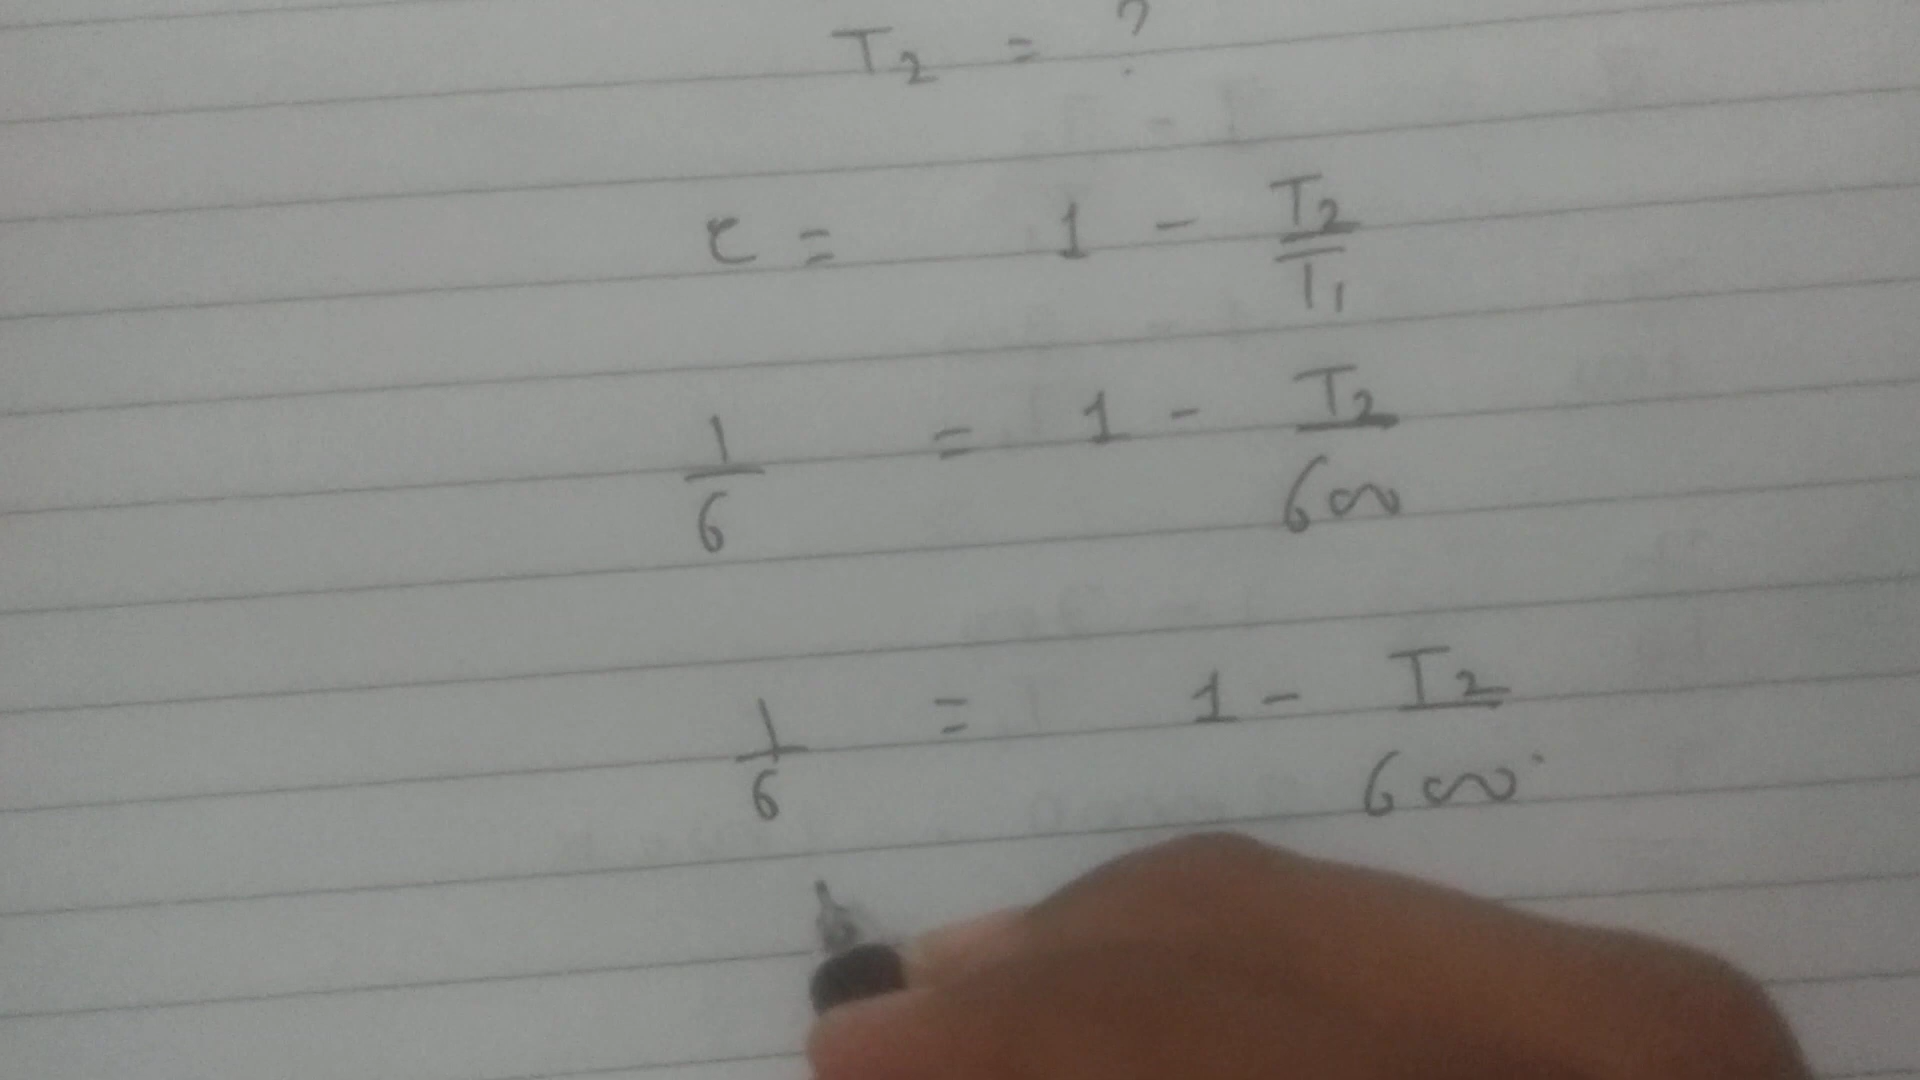 T₂ = ?
e = 1 - T₂/T₁
1/6 = 1 - T₂/600
1/6 = 1 - T₂/600